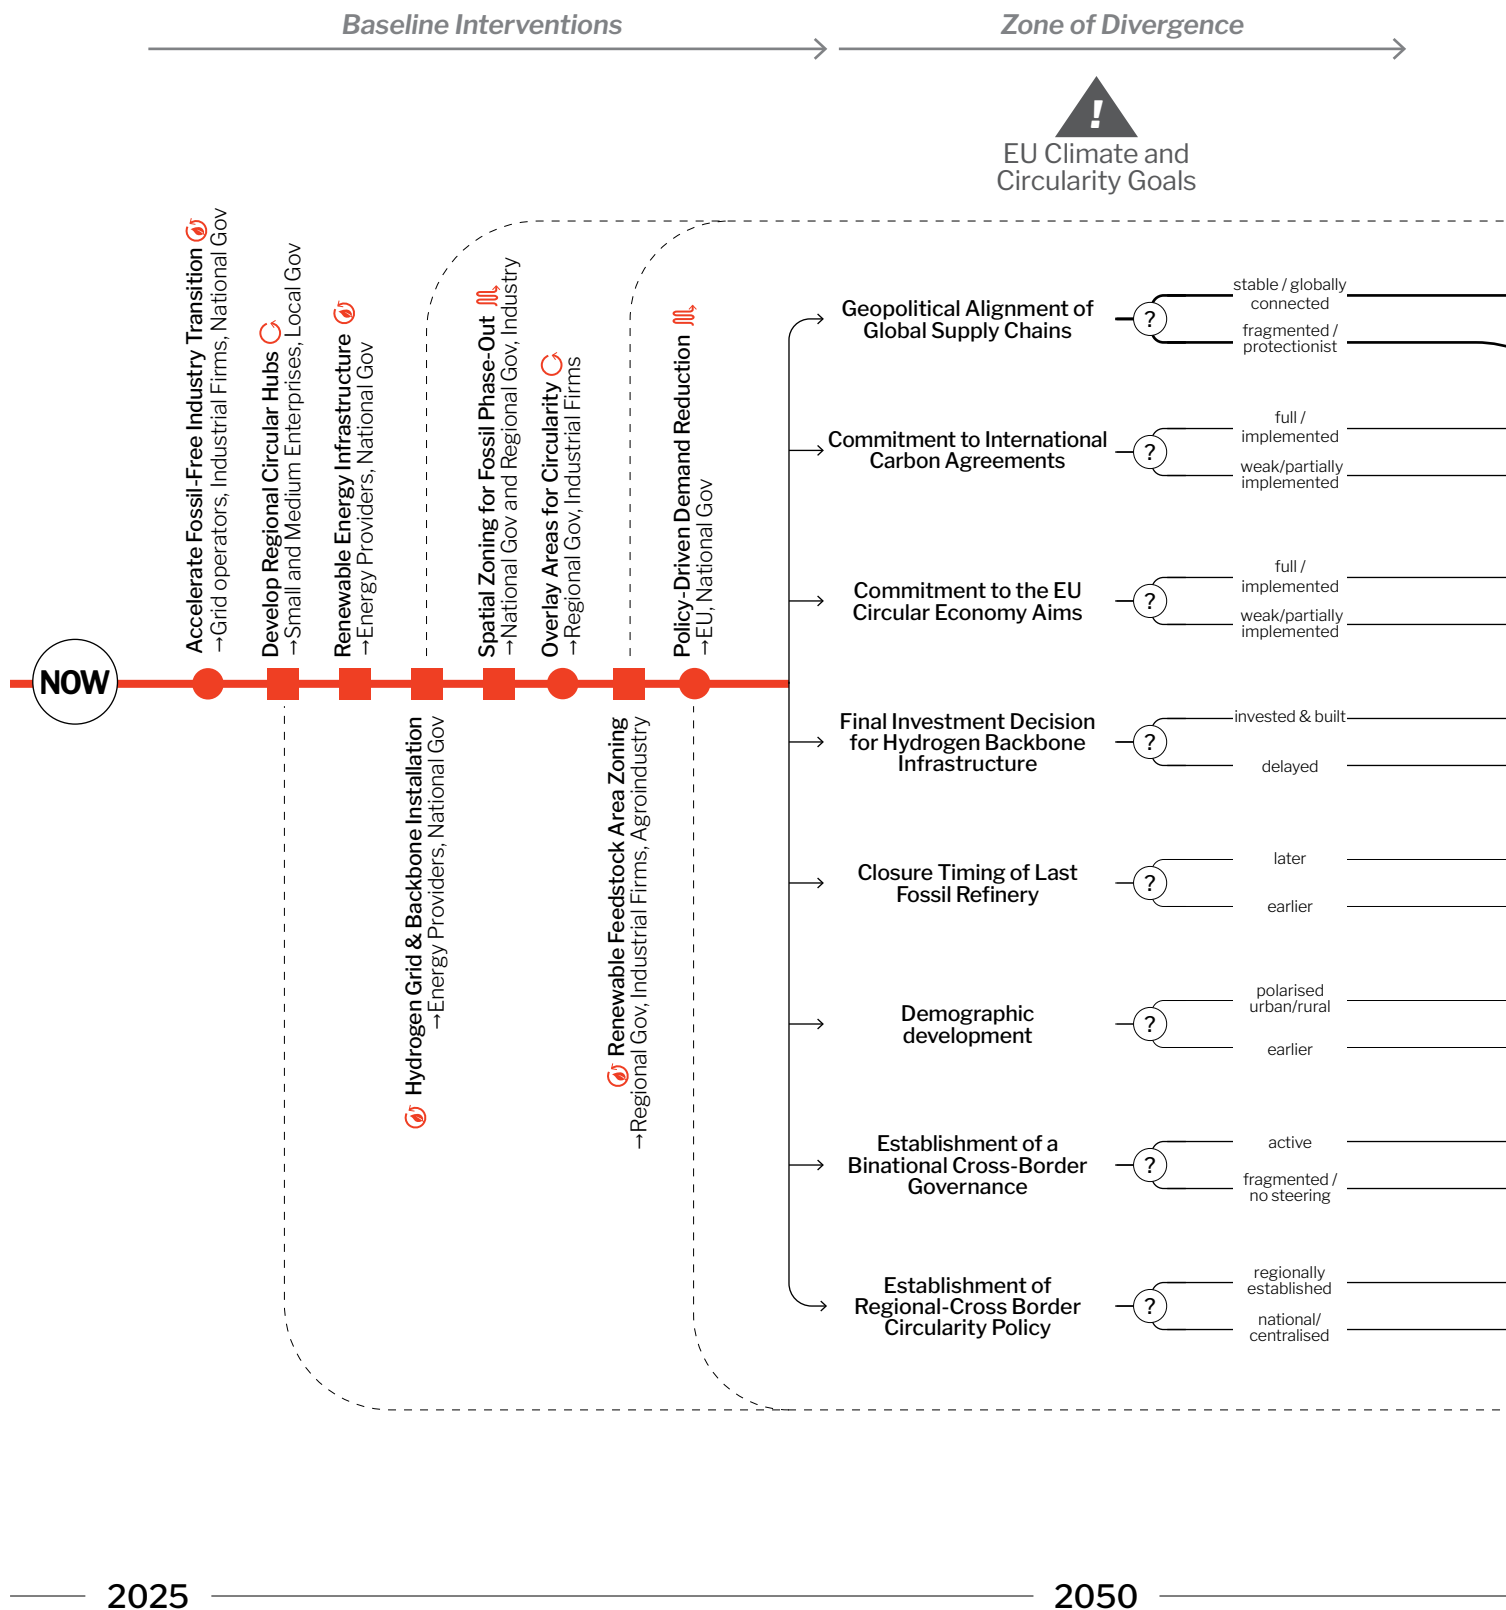 Baseline Interventions
Zone of Divergence
!
EU Climate and
Circularity Goals
Accelerate Fossil-Free Industry Transition
→Grid operators, Industrial Firms, National Gov
Develop Regional Circular Hubs
→Small and Medium Enterprises, Local Gov
Renewable Energy Infrastructure
→Energy Providers, National Gov
Spatial Zoning for Fossil Phase-Out
→National Gov and Regional Gov, Industry
Overlay Areas for Circularity
→Regional Gov, Industrial Firms
Policy-Driven Demand Reduction
→EU, National Gov
NOW
Hydrogen Grid & Backbone Installation
→Energy Providers, National Gov
Renewable Feedstock Area Zoning
→Regional Gov, Industrial Firms, Agroindustry
Geopolitical Alignment of
Global Supply Chains
?
stable / globally
connected
fragmented /
protectionist
Commitment to International
Carbon Agreements
?
full /
implemented
weak/partially
implemented
Commitment to the EU
Circular Economy Aims
?
full /
implemented
weak/partially
implemented
Final Investment Decision
for Hydrogen Backbone
Infrastructure
?
invested & built
delayed
Closure Timing of Last
Fossil Refinery
?
later
earlier
Demographic
development
?
polarised
urban/rural
earlier
Establishment of a
Binational Cross-Border
Governance
?
active
fragmented /
no steering
Establishment of
Regional-Cross Border
Circularity Policy
?
regionally
established
national/
centralised
2025
2050